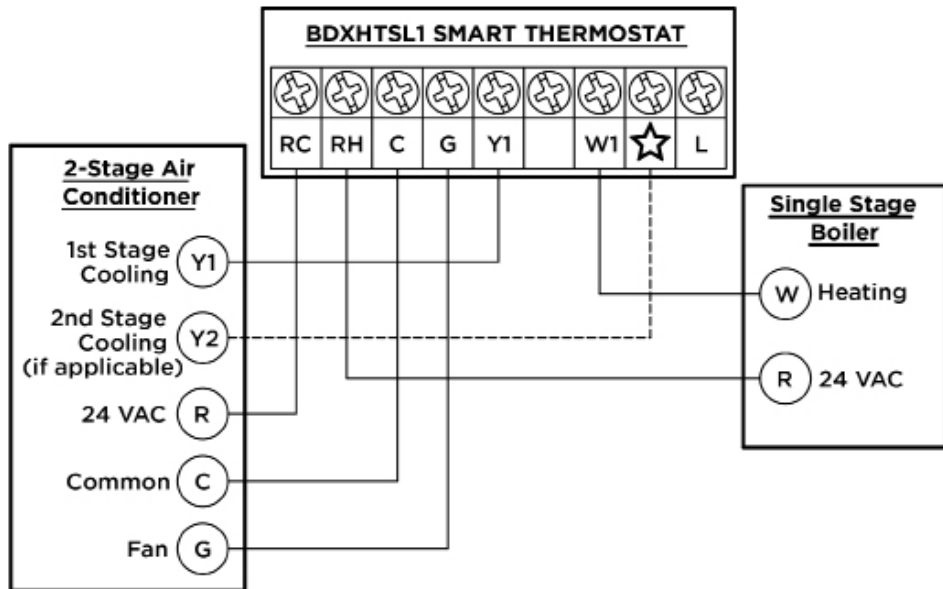 BDXHTSL1 SMART THERMOSTAT
RC RH C G Y1 W1 L
2-Stage Air
Conditioner
1st Stage
Cooling
Y1
2nd Stage
Cooling
(if applicable)
Y2
24 VAC R
Common C
Fan G
Single Stage
Boiler
W Heating
R 24 VAC